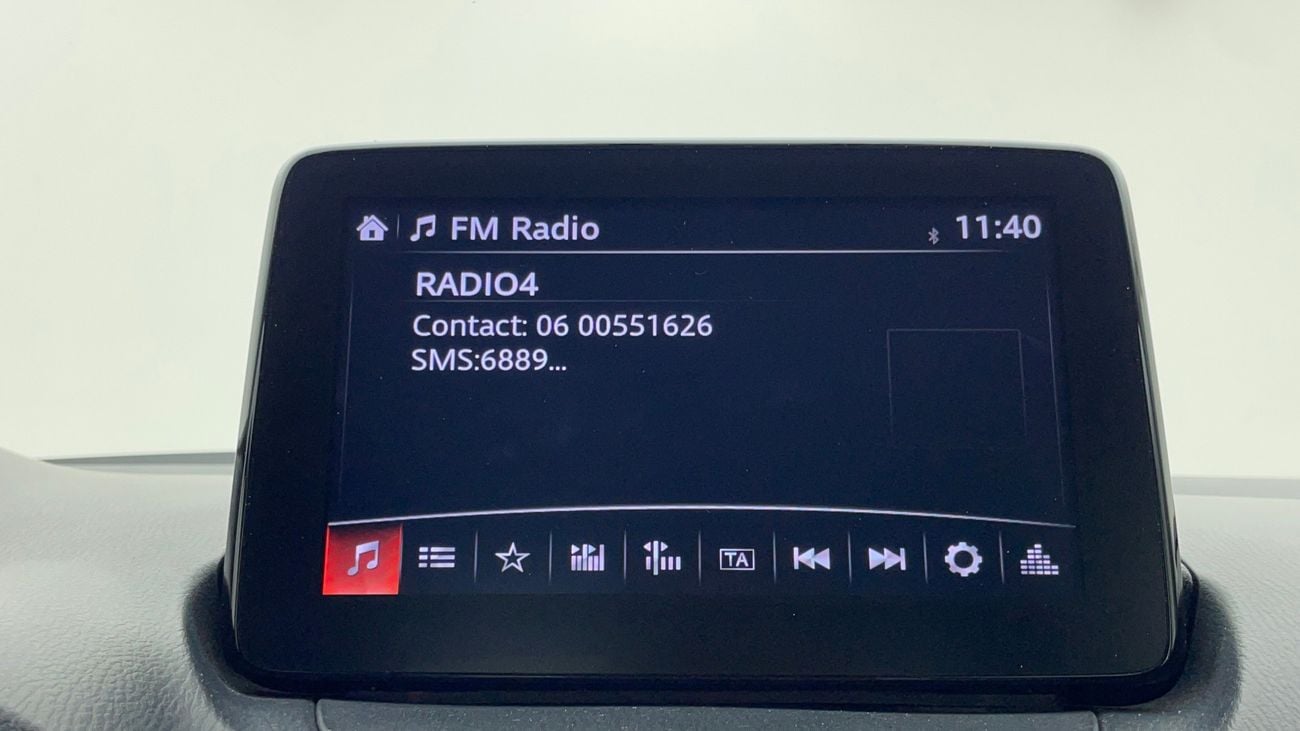 FM Radio 11:40
RADIO4
Contact: 06 00551626
SMS:6889...
TA